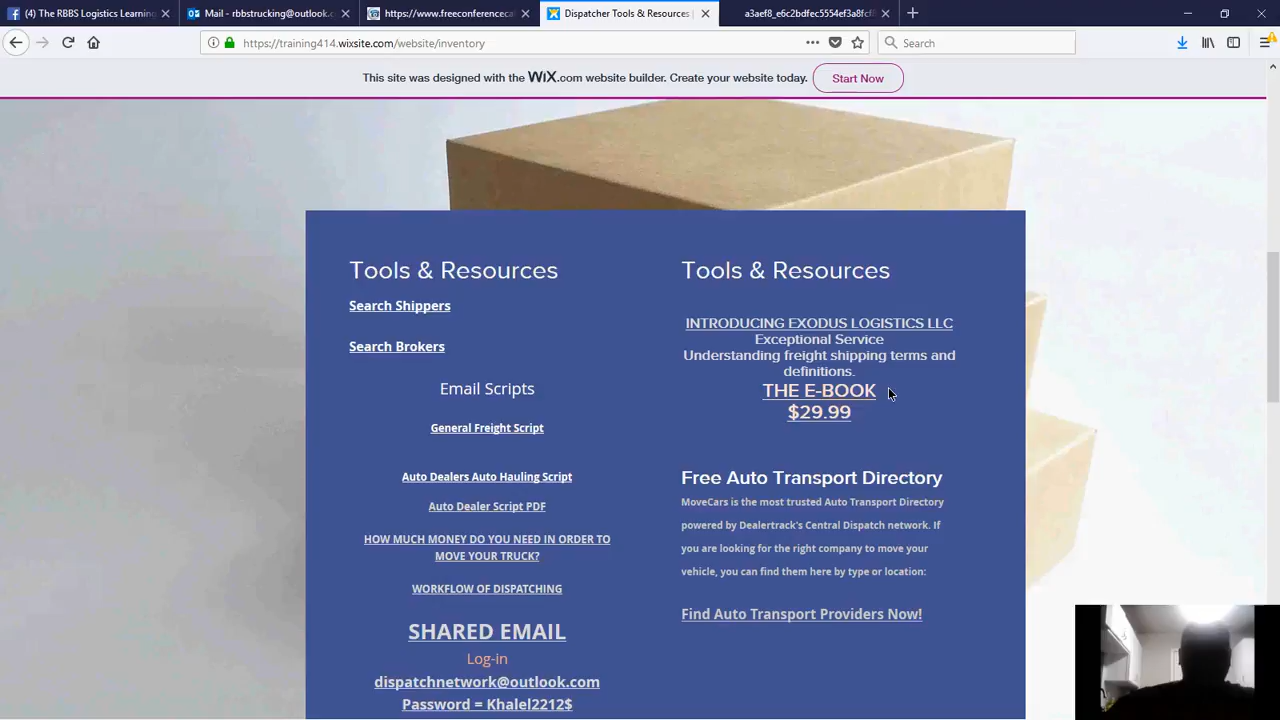 (4) The RBBS Logistics Learning
Mail - rbbstrucking@outlook.c
https://www.freeconferenceca
Dispatcher Tools & Resources |
a3aef8_e6c2bdfec5554ef3a8fcf
https://training414.wixsite.com/website/inventory
Search
This site was designed with the WiX.com website builder. Create your website today.
Start Now
Tools & Resources
Search Shippers
Search Brokers
Email Scripts
General Freight Script
Auto Dealers Auto Hauling Script
Auto Dealer Script PDF
HOW MUCH MONEY DO YOU NEED IN ORDER TO
MOVE YOUR TRUCK?
WORKFLOW OF DISPATCHING
SHARED EMAIL
Log-in
dispatchnetwork@outlook.com
Password = Khalel2212$
Tools & Resources
INTRODUCING EXODUS LOGISTICS LLC
Exceptional Service
Understanding freight shipping terms and
definitions.
THE E-BOOK
$29.99
Free Auto Transport Directory
MoveCars is the most trusted Auto Transport Directory
powered by Dealertrack's Central Dispatch network. If
you are looking for the right company to move your
vehicle, you can find them here by type or location:
Find Auto Transport Providers Now!